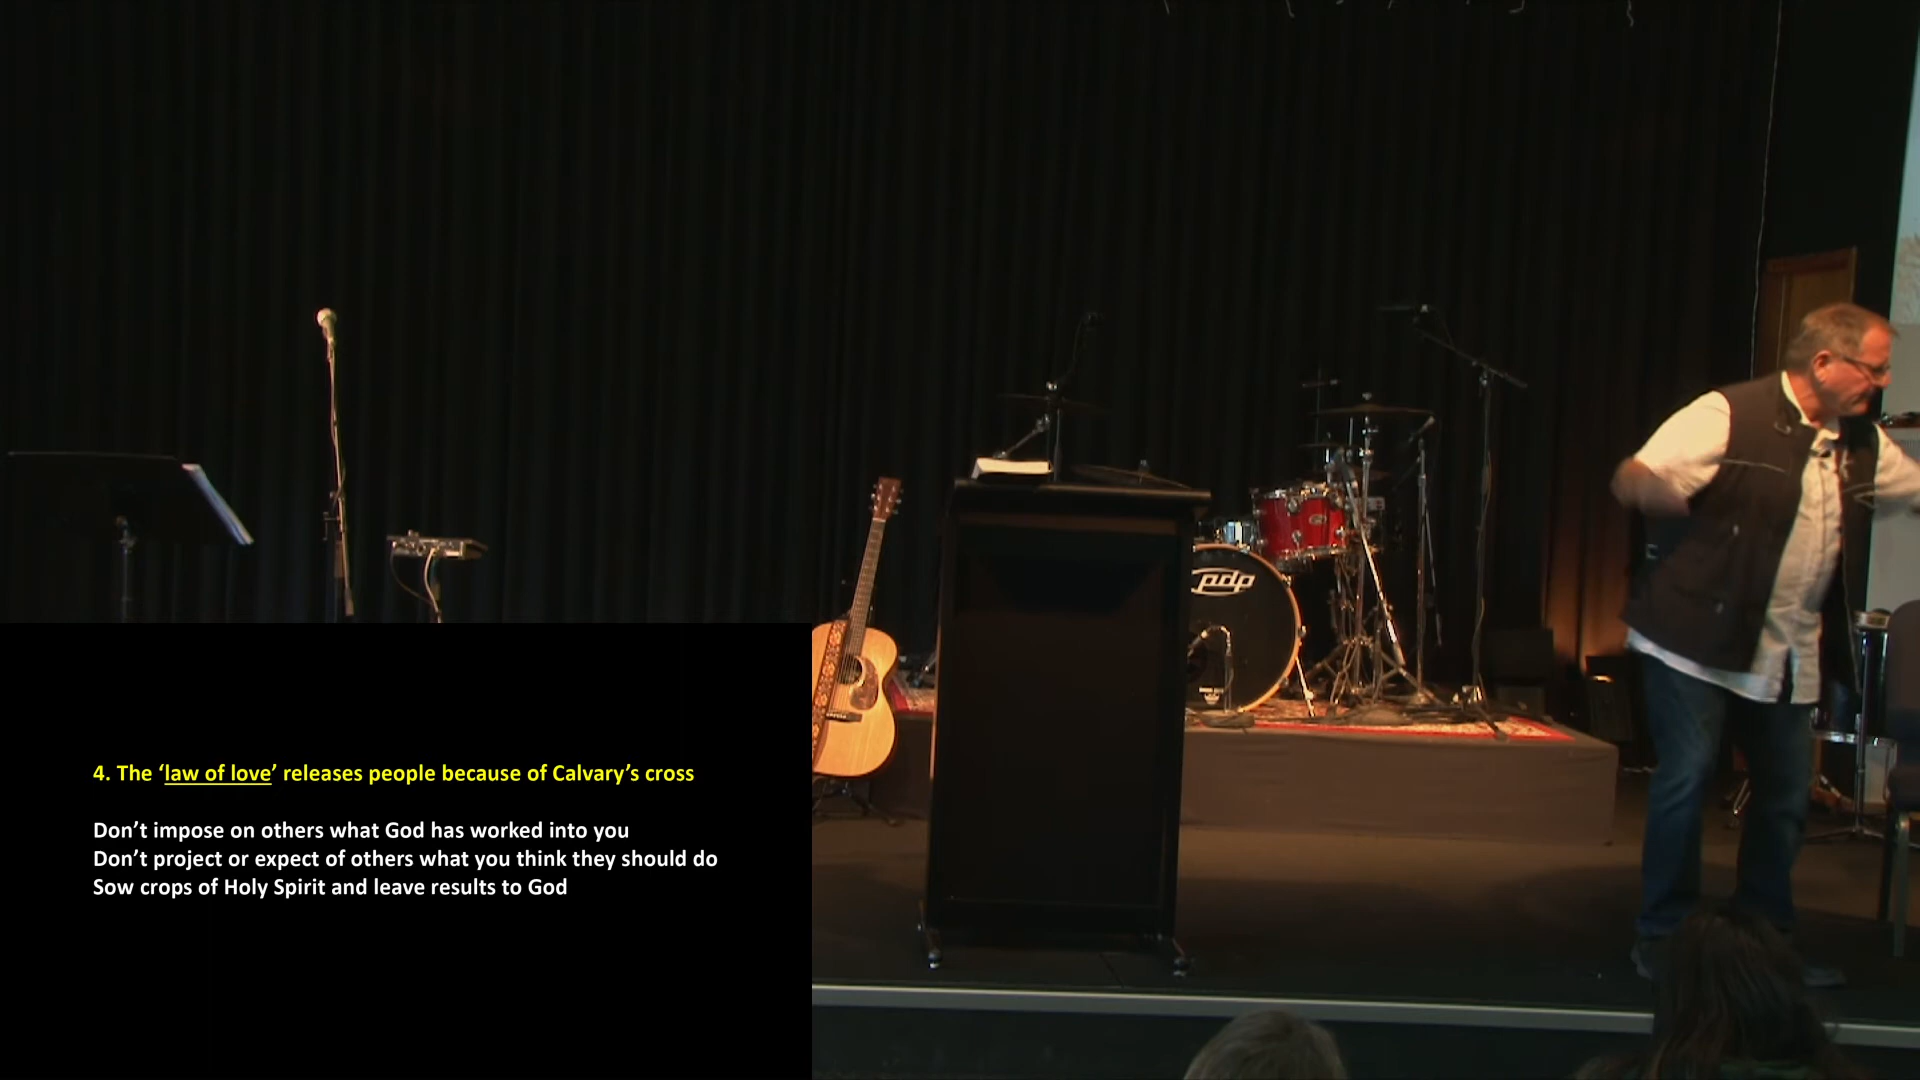 pdp
4. The ‘law of love’ releases people because of Calvary’s cross
Don’t impose on others what God has worked into you
Don’t project or expect of others what you think they should do
Sow crops of Holy Spirit and leave results to God